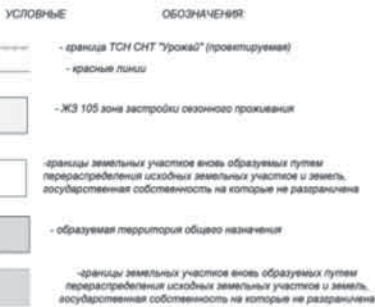 УСЛОВНЫЕ ОБОЗНАЧЕНИЯ:
- граница ТСН СНТ "Урожай" (проектируемая)
- красные линии
- ЖЗ 105 зона застройки сезонного проживания
-границы земельных участков вновь образуемых путем
перераспределения исходных земельных участков и земель,
государственная собственность на которые не разграничена
- образуемая территория общего назначения
-границы земельных участков вновь образуемых путем
перераспределения исходных земельных участков и земель,
государственная собственность на которые не разграничена